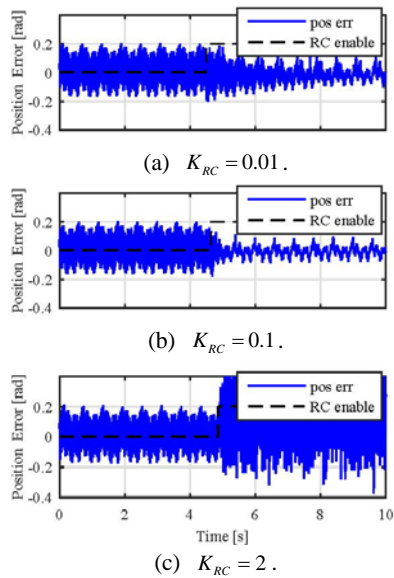 Position Error [rad]
0.2
0
-0.2
-0.4
pos err
RC enable
(a) K_RC = 0.01.
Position Error [rad]
0.2
0
-0.2
-0.4
pos err
RC enable
(b) K_RC = 0.1.
Position Error [rad]
0.2
0
-0.2
-0.4
pos err
RC enable
0 2 4 6 8 10
Time [s]
(c) K_RC = 2.